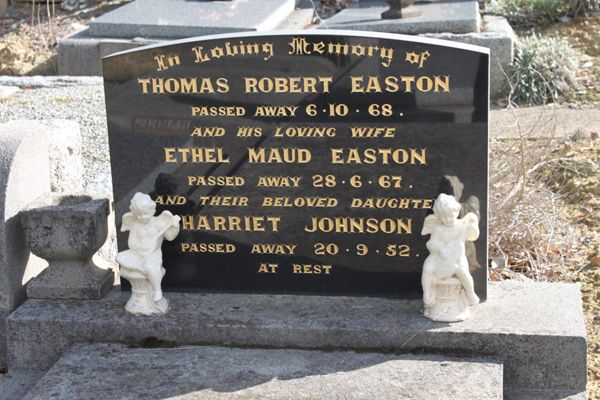 In Loving Memory of
THOMAS ROBERT EASTON
PASSED AWAY 6·10·68.
AND HIS LOVING WIFE
ETHEL MAUD EASTON
PASSED AWAY 28·6·67.
AND THEIR BELOVED DAUGHTE
HARRIET JOHNSON
PASSED AWAY 20·9·52.
AT REST